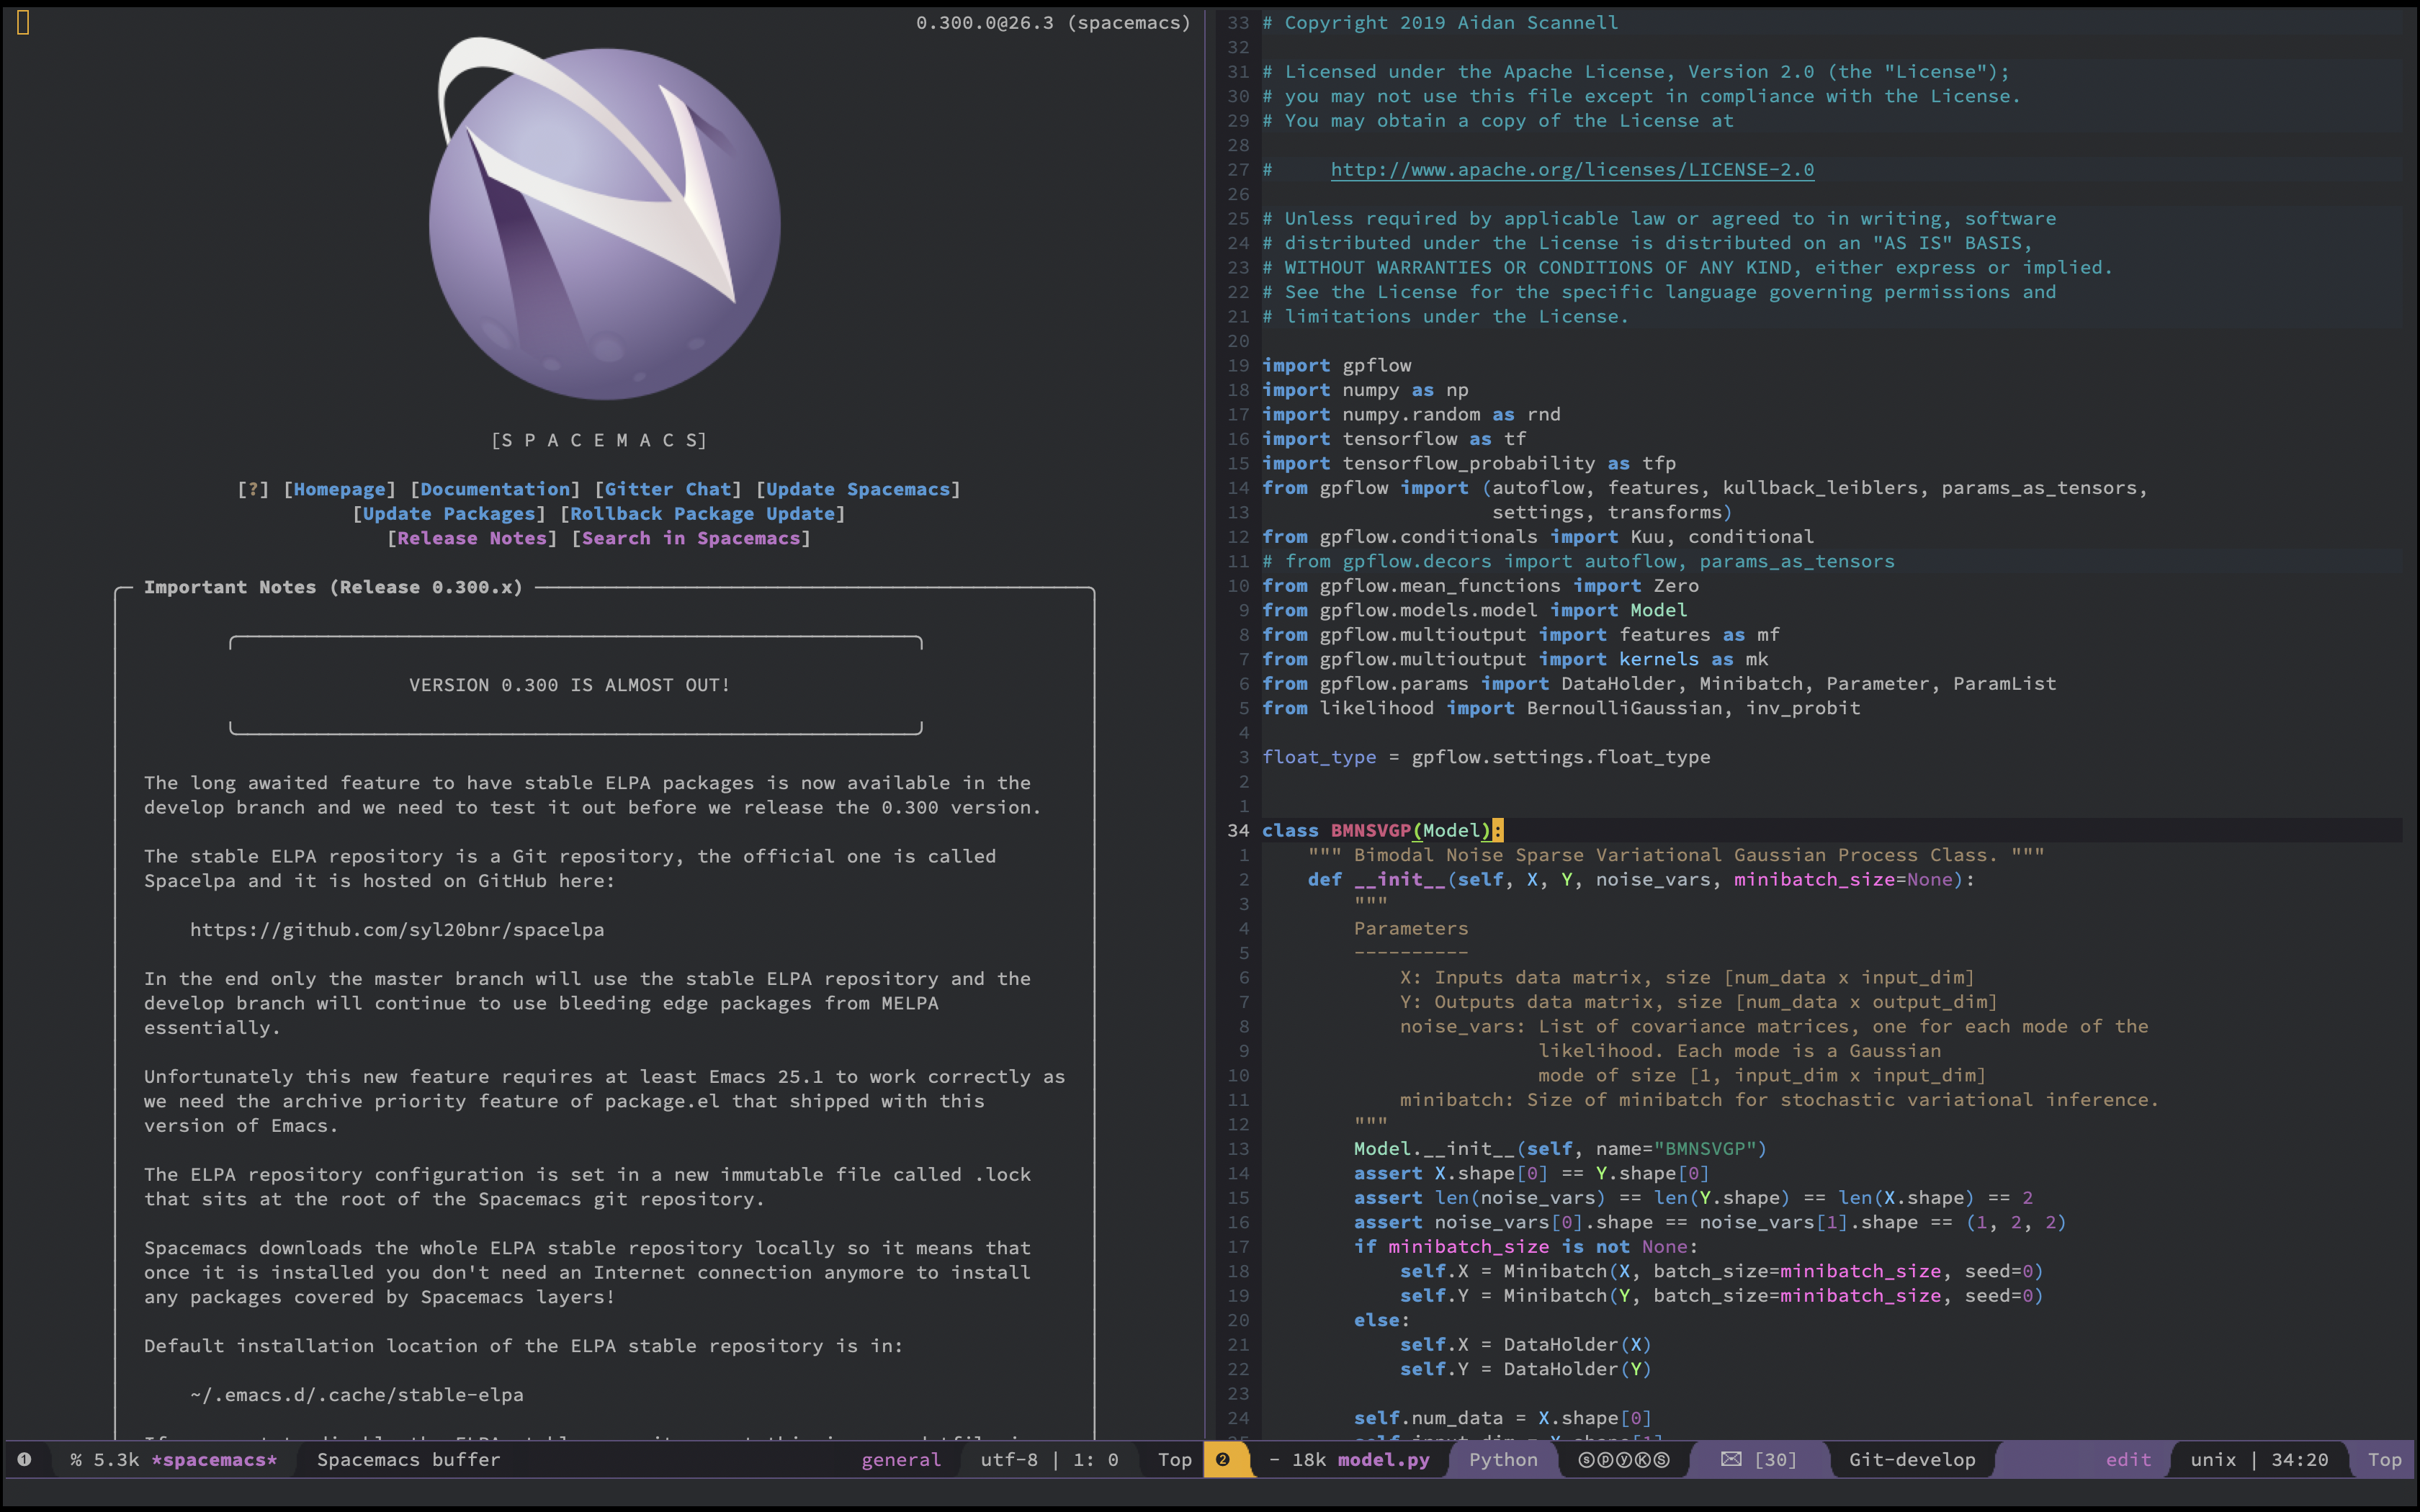 0.300.0@26.3 (spacemacs)
[S P A C E M A C S]
[?] [Homepage] [Documentation] [Gitter Chat] [Update Spacemacs]
[Update Packages] [Rollback Package Update]
[Release Notes] [Search in Spacemacs]
Important Notes (Release 0.300.x)
VERSION 0.300 IS ALMOST OUT!
The long awaited feature to have stable ELPA packages is now available in the
develop branch and we need to test it out before we release the 0.300 version.
The stable ELPA repository is a Git repository, the official one is called
Spacelpa and it is hosted on GitHub here:
https://github.com/syl20bnr/spacelpa
In the end only the master branch will use the stable ELPA repository and the
develop branch will continue to use bleeding edge packages from MELPA
essentially.
Unfortunately this new feature requires at least Emacs 25.1 to work correctly as
we need the archive priority feature of package.el that shipped with this
version of Emacs.
The ELPA repository configuration is set in a new immutable file called .lock
that sits at the root of the Spacemacs git repository.
Spacemacs downloads the whole ELPA stable repository locally so it means that
once it is installed you don't need an Internet connection anymore to install
any packages covered by Spacemacs layers!
Default installation location of the ELPA stable repository is in:
~/.emacs.d/.cache/stable-elpa
❶ % 5.3k *spacemacs* Spacemacs buffer general utf-8 | 1: 0 Top
33 # Copyright 2019 Aidan Scannell
32
31 # Licensed under the Apache License, Version 2.0 (the "License");
30 # you may not use this file except in compliance with the License.
29 # You may obtain a copy of the License at
28
27 #     http://www.apache.org/licenses/LICENSE-2.0
26
25 # Unless required by applicable law or agreed to in writing, software
24 # distributed under the License is distributed on an "AS IS" BASIS,
23 # WITHOUT WARRANTIES OR CONDITIONS OF ANY KIND, either express or implied.
22 # See the License for the specific language governing permissions and
21 # limitations under the License.
20
19 import gpflow
18 import numpy as np
17 import numpy.random as rnd
16 import tensorflow as tf
15 import tensorflow_probability as tfp
14 from gpflow import (autoflow, features, kullback_leiblers, params_as_tensors,
13                     settings, transforms)
12 from gpflow.conditionals import Kuu, conditional
11 # from gpflow.decors import autoflow, params_as_tensors
10 from gpflow.mean_functions import Zero
9 from gpflow.models.model import Model
8 from gpflow.multioutput import features as mf
7 from gpflow.multioutput import kernels as mk
6 from gpflow.params import DataHolder, Minibatch, Parameter, ParamList
5 from likelihood import BernoulliGaussian, inv_probit
4
3 float_type = gpflow.settings.float_type
2
1
34 class BMNSVGP(Model):
1     """ Bimodal Noise Sparse Variational Gaussian Process Class. """
2     def __init__(self, X, Y, noise_vars, minibatch_size=None):
3         """
4         Parameters
5         ----------
6             X: Inputs data matrix, size [num_data x input_dim]
7             Y: Outputs data matrix, size [num_data x output_dim]
8             noise_vars: List of covariance matrices, one for each mode of the
9                         likelihood. Each mode is a Gaussian
10                         mode of size [1, input_dim x input_dim]
11             minibatch: Size of minibatch for stochastic variational inference.
12         """
13         Model.__init__(self, name="BMNSVGP")
14         assert X.shape[0] == Y.shape[0]
15         assert len(noise_vars) == len(Y.shape) == len(X.shape) == 2
16         assert noise_vars[0].shape == noise_vars[1].shape == (1, 2, 2)
17         if minibatch_size is not None:
18             self.X = Minibatch(X, batch_size=minibatch_size, seed=0)
19             self.Y = Minibatch(Y, batch_size=minibatch_size, seed=0)
20         else:
21             self.X = DataHolder(X)
22             self.Y = DataHolder(Y)
23
24         self.num_data = X.shape[0]
❷ - 18k model.py Python ⓢⓟⓨⓀⓢ ✉ [30] Git-develop edit unix | 34:20 Top